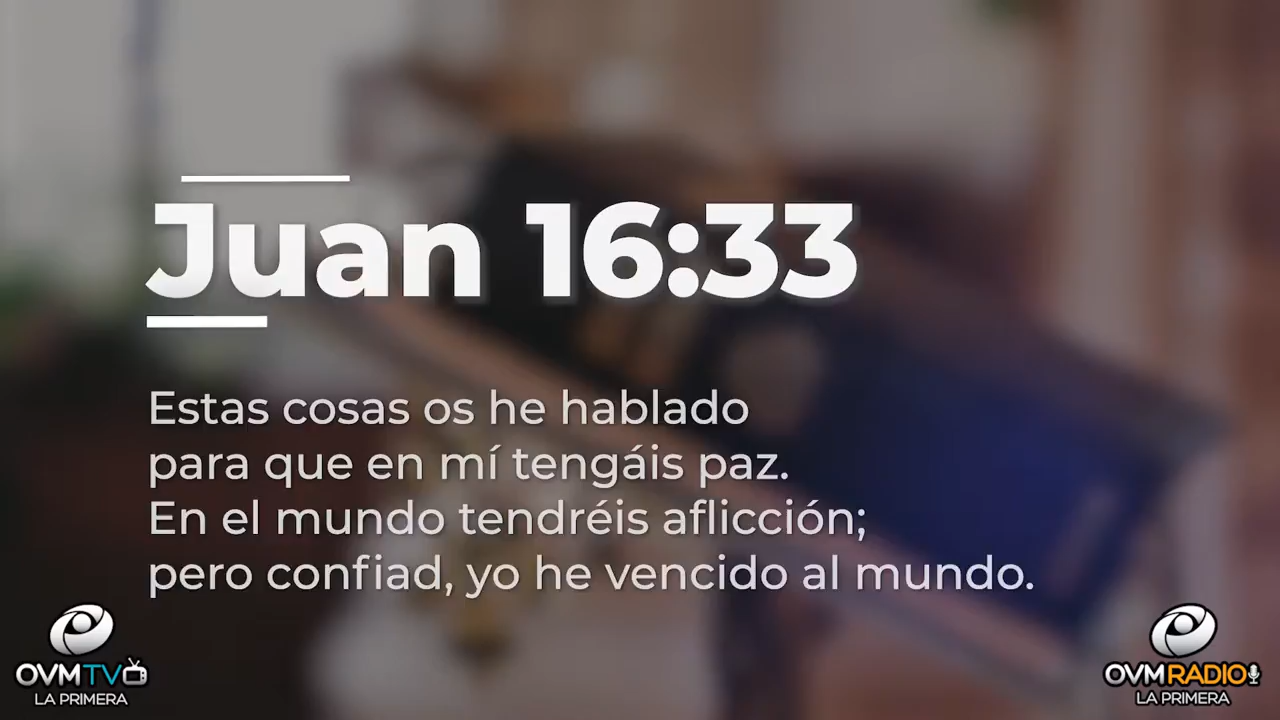 Juan 16:33
Estas cosas os he hablado
para que en mí tengáis paz.
En el mundo tendréis aflicción;
pero confiad, yo he vencido al mundo.
OVMTV
LA PRIMERA
OVMRADIO
LA PRIMERA